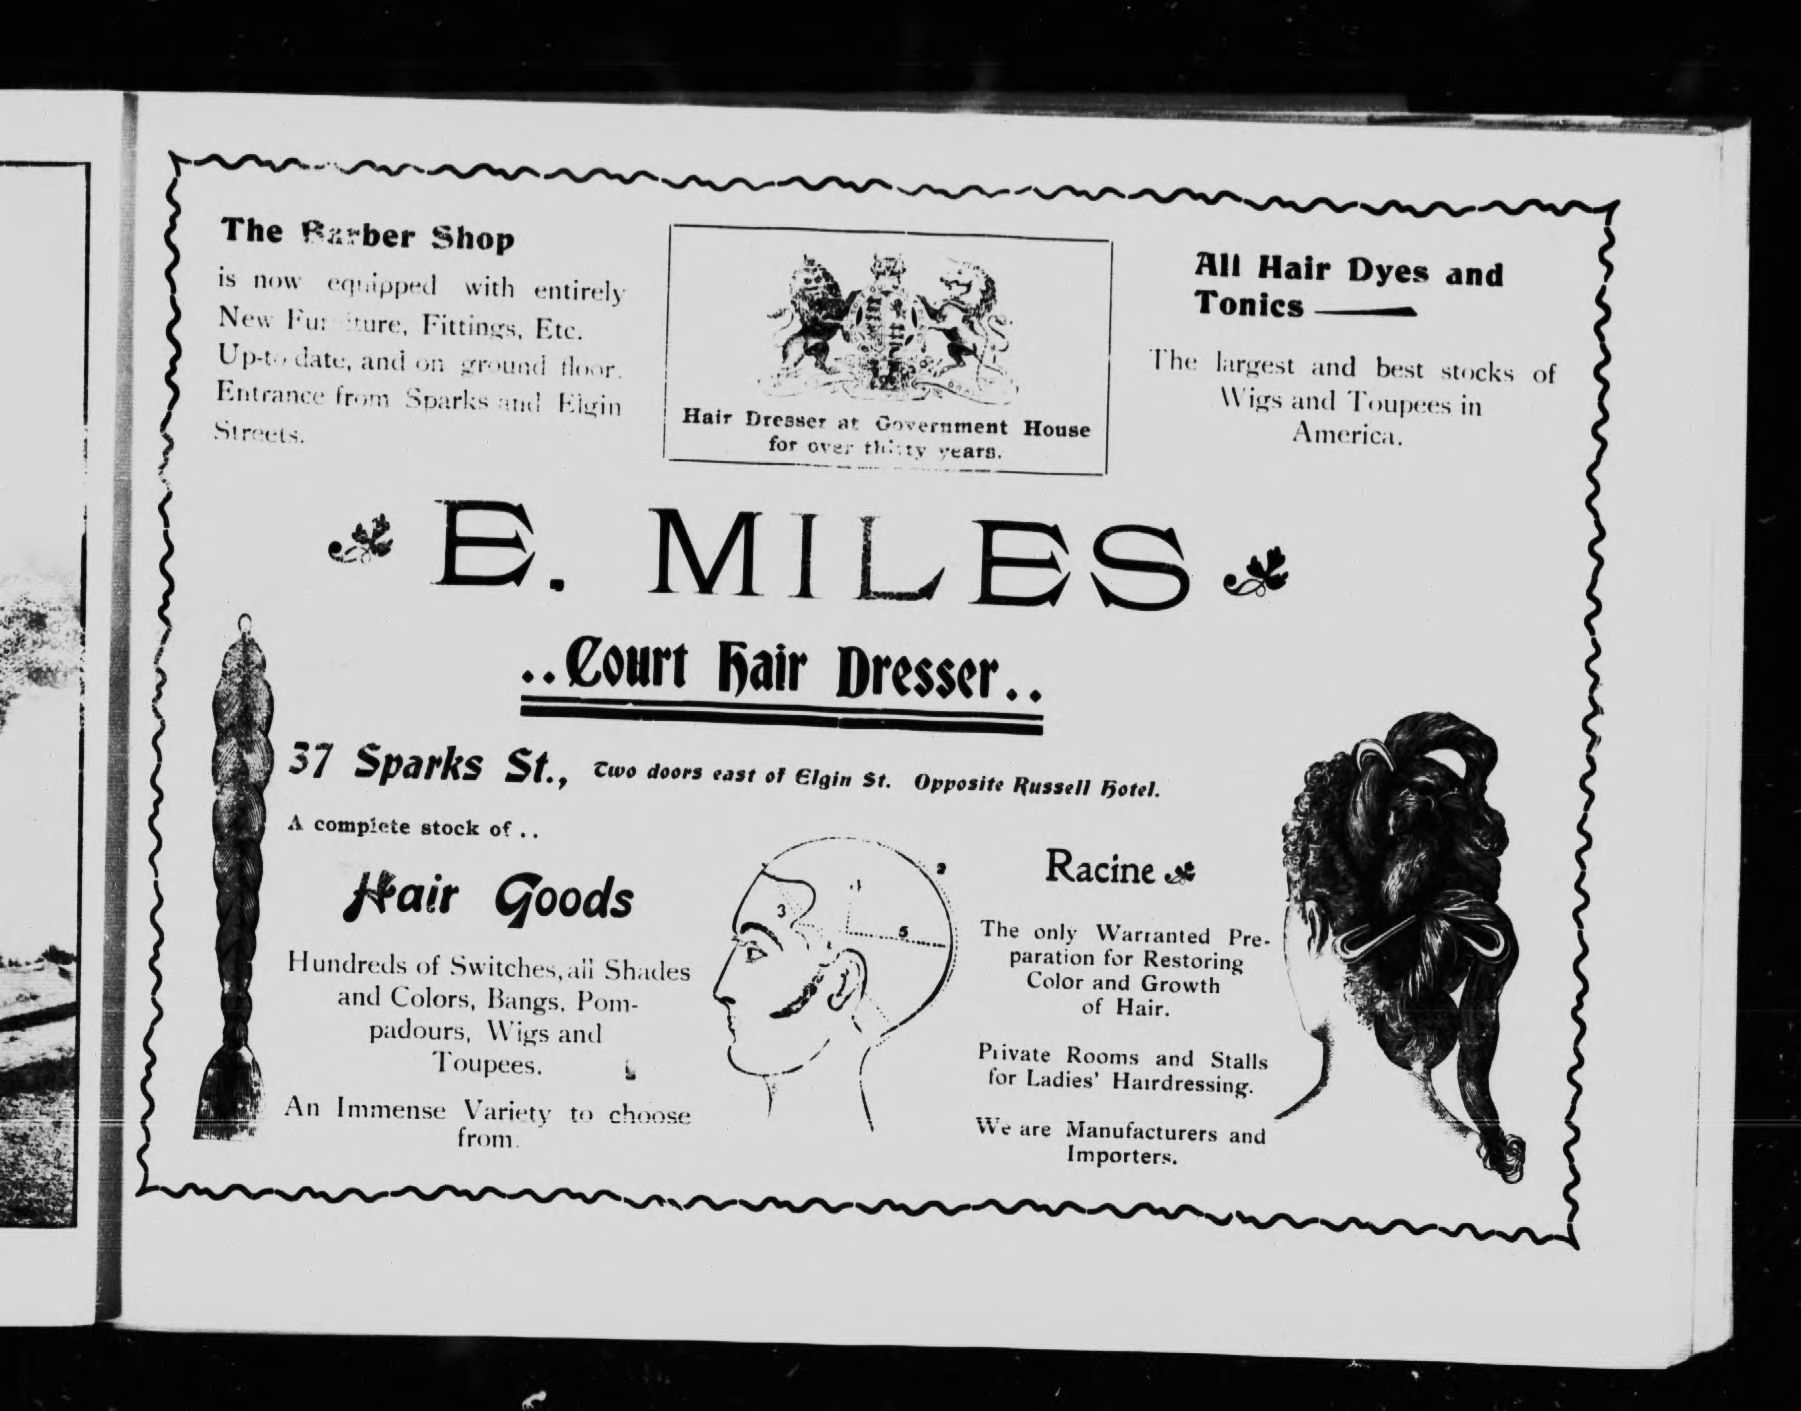 The Barber Shop
is now equipped with entirely
New Furniture, Fittings, Etc.
Up-to date, and on ground floor.
Entrance from Sparks and Elgin
Streets.
Hair Dresser at Government House
for over thirty years.
All Hair Dyes and
Tonics
The largest and best stocks of
Wigs and Toupees in
America.
E. MILES
..Court Hair Dresser..
37 Sparks St., Two doors east of Elgin St. Opposite Russell Hotel.
A complete stock of ..
Hair Goods
Hundreds of Switches, all Shades
and Colors, Bangs, Pom-
padours, Wigs and
Toupees.
An Immense Variety to choose
from.
1
2
3
5
Racine
The only Warranted Pre-
paration for Restoring
Color and Growth
of Hair.
Private Rooms and Stalls
for Ladies' Hairdressing.
We are Manufacturers and
Importers.